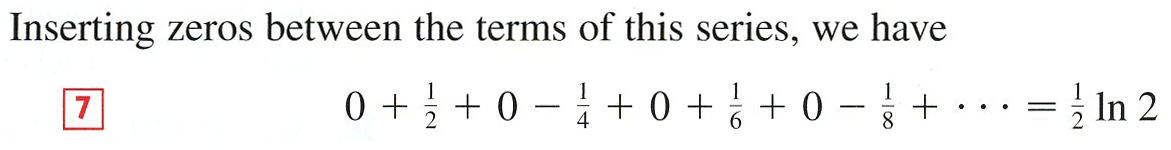 Inserting zeros between the terms of this series, we have
7 0 + 1/2 + 0 − 1/4 + 0 + 1/6 + 0 − 1/8 + · · · = 1/2 ln 2